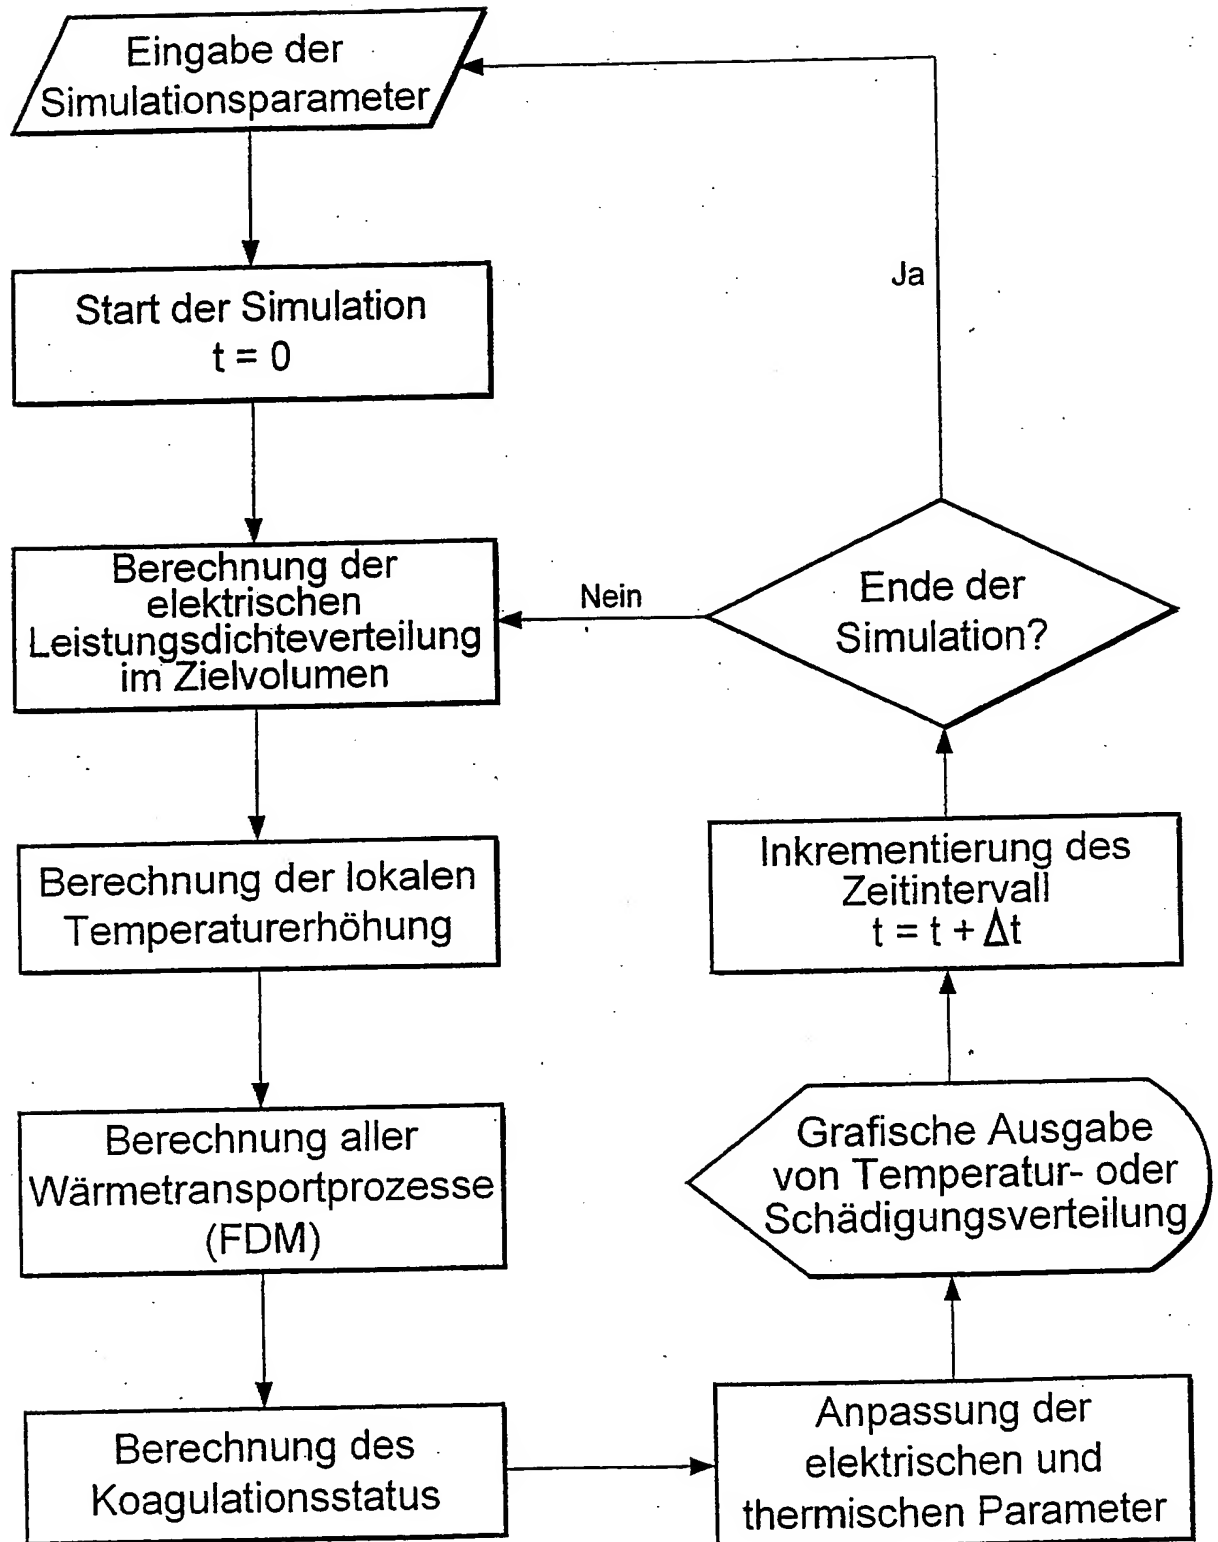 Eingabe der
Simulationsparameter
Start der Simulation
t = 0
Berechnung der
elektrischen
Leistungsdichteverteilung
im Zielvolumen
Berechnung der lokalen
Temperaturerhöhung
Berechnung aller
Wärmetransportprozesse
(FDM)
Berechnung des
Koagulationsstatus
Anpassung der
elektrischen und
thermischen Parameter
Grafische Ausgabe
von Temperatur- oder
Schädigungsverteilung
Inkrementierung des
Zeitintervall
t = t + Δt
Ende der
Simulation?
Nein
Ja